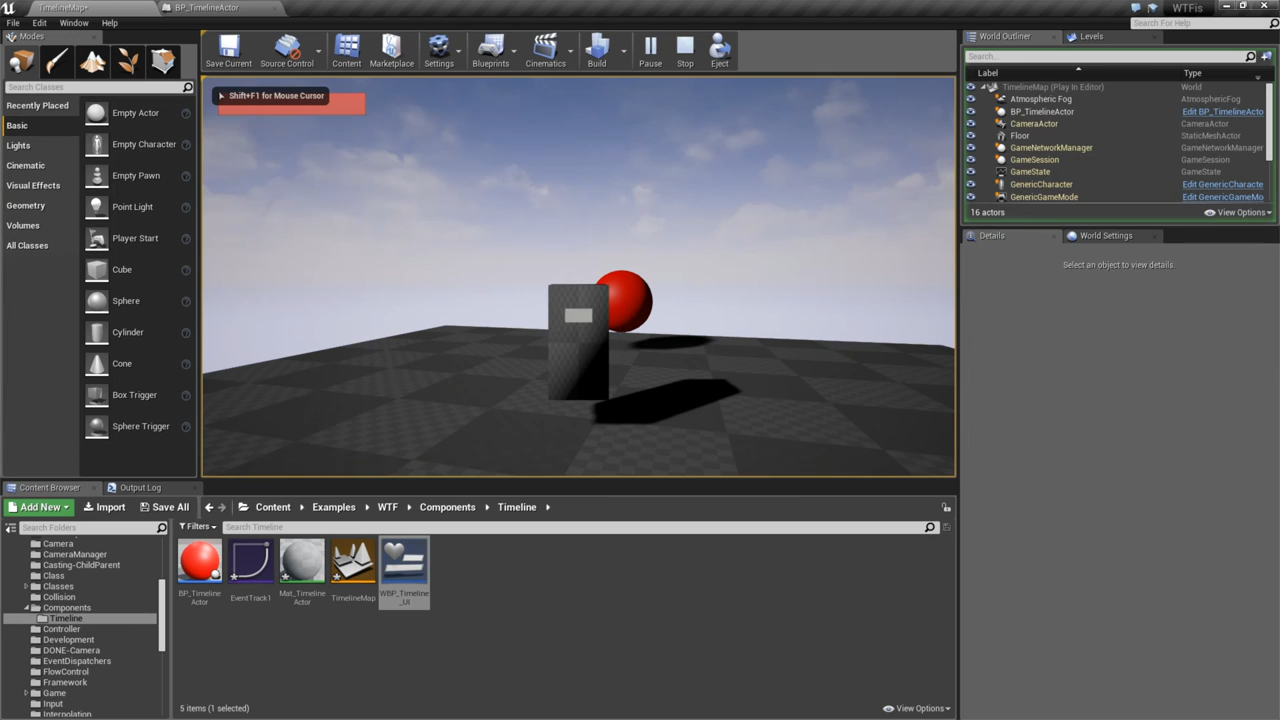 TimelineMap+
BP_TimelineActor
WTFis
File Edit Window Help
Search For Help
Modes
Search Classes
Recently Placed
Basic
Lights
Cinematic
Visual Effects
Geometry
Volumes
All Classes
Empty Actor
Empty Character
Empty Pawn
Point Light
Player Start
Cube
Sphere
Cylinder
Cone
Box Trigger
Sphere Trigger
Save Current
Source Control
Content
Marketplace
Settings
Blueprints
Cinematics
Build
Pause
Stop
Eject
Shift+F1 for Mouse Cursor
World Outliner
Levels
Search...
Label Type
TimelineMap (Play In Editor) World
Atmospheric Fog AtmosphericFog
BP_TimelineActor Edit BP_TimelineActo
CameraActor CameraActor
Floor StaticMeshActor
GameNetworkManager GameNetworkManager
GameSession GameSession
GameState GameState
GenericCharacter Edit GenericCharacte
GenericGameMode Edit GenericGameMo
16 actors
View Options
Details
World Settings
Select an object to view details.
Content Browser
Output Log
Add New
Import
Save All
Content
Examples
WTF
Components
Timeline
Search Folders
Filters
Search Timeline
Camera
CameraManager
Casting-ChildParent
Class
Classes
Collision
Components
Timeline
Controller
Development
DONE-Camera
EventDispatchers
FlowControl
Framework
Game
Input
Interpolation
BP_Timeline
Actor
EventTrack1
Mat_Timeline
Actor
TimelineMap
WBP_Timeline
_UI
5 items (1 selected)
View Options